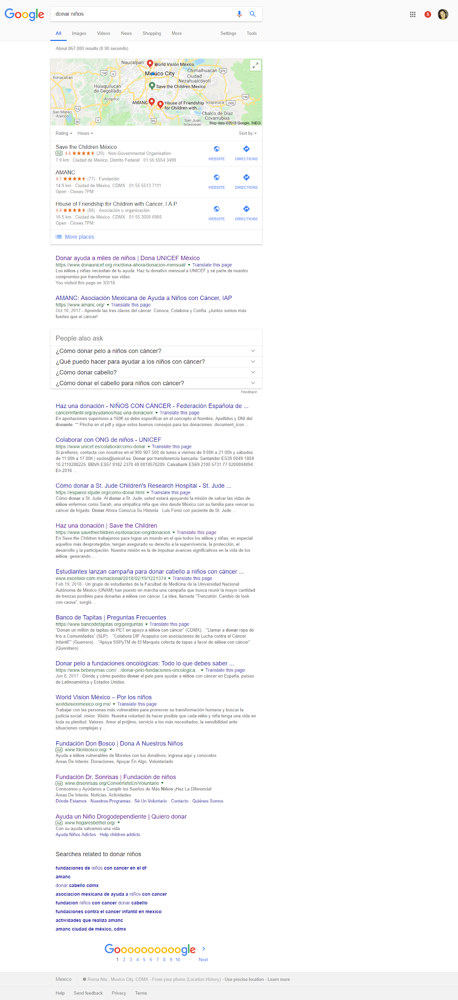 Google
donar niños
5
All Images Videos News Shopping More Settings Tools
About 867,000 results (0.90 seconds)
Naucalpan
World Vision México
Chimalhuacan
57D
134
6
Mexico City
Xonacatlán
Ciudad
Nezahualcóyotl
Huixquilucan
de Degollado
Save the Children Mexico
Acopilco
190
AMANC
House of Friendship
for Children with...
Ixtapaluca
150D
15
San Mateo
Atenco
Chalco de Díaz
Covarrubias
36
6
95
San Juan
Ixtayopan
Map data ©2018 Google, INEGI
Rating Hours Sort by
Save the Children México
Ad 4.6 ★★★★★ (20) · Non-Governmental Organisation
7.9 km · Ciudad de Mexico, Distrito Federal · 01 55 5554 3499
WEBSITE DIRECTIONS
AMANC
4.7 ★★★★★ (77) · Fundación
14.9 km · Ciudad de México, CDMX · 01 55 5513 7111
Open · Closes 7PM
WEBSITE DIRECTIONS
House of Friendship for Children with Cancer, I.A.P.
4.4 ★★★★★ (86) · Asociación u organización
16.5 km · Ciudad de México, CDMX · 01 55 3000 6900
Open · Closes 7PM
WEBSITE DIRECTIONS
More places
Donar ayuda a miles de niños | Dona UNICEF México
https://www.donaunicef.org.mx/dona-ahora/donacion-mensual/ Translate this page
Los niños y niñas necesitan de tu ayuda. Haz tu donativo mensual a UNICEF y sé parte de nuestro
compromiso por transformar sus vidas.
You visited this page on 3/2/18.
AMANC: Asociación Mexicana de Ayuda a Niños con Cáncer, IAP
https://www.amanc.org/ Translate this page
Oct 10, 2017 - Aprende las tres claves del cáncer: Conoce, Colabora y Confía. ¡Juntos somos más
fuertes que el cáncer!
People also ask
¿Cómo donar pelo a niños con cáncer?
¿Qué puedo hacer para ayudar a los niños con cáncer?
¿Cómo donar cabello?
¿Cómo donar el cabello para niños con cáncer?
Feedback
Haz una donación - NIÑOS CON CÁNCER - Federación Española de ...
cancerinfantil.org/ayudanos/haz-una-donacion/ Translate this page
En aportaciones superiores a 100€ se debe especificar en el concepto el Nombre, Apellidos y DNI del
donante. ** Pincha en el pdf y sigue estos buenos consejos para tus donaciones: document_icon ...
Colaborar con ONG de niños - UNICEF
https://www.unicef.es/colabora/como-donar Translate this page
Si prefieres, contacta con nosotros en el 900 907 500 de lunes a viernes de 9:00h a 21:00h y sábados
de 11:00h a 17:00h | socios@unicef.es. Donar por transferencia bancaria: Santander ES39 0049 1804
10 2110288225. BBVA ES57 0182 2370 40 0018570209. Caixabank ES69 2100 5731 77 0200004894.
En 2016 ...
Cómo donar a St. Jude Children's Research Hospital - St. Jude ...
https://espanol.stjude.org/como-donar.html Translate this page
Cómo donar a St. Jude. Al donar a St. Jude, usted estará apoyando la misión de salvar las vidas de
niños enfermos como Sarah, una simpática niña que vino desde México con su familia para vencer su
cáncer de hígado. Donar Ahora Conozca Su Historia · Luis Fonsi con paciente de St. Jude ...
Haz una donación | Save the Children
https://www.savethechildren.es/donacion-ong/donacion Translate this page
En Save the Children trabajamos para lograr un mundo en el que todos los niños y niñas, en especial
aquellos más desprotegidos, tengan asegurado su derecho a la supervivencia, la protección, el
desarrollo y la participación. Nuestra misión es la de impulsar avances significativos en la vida de los
niños, generando ...
Estudiantes lanzan campaña para donar cabello a niños con cáncer ...
www.excelsior.com.mx/nacional/2018/02/19/1221374 Translate this page
Feb 19, 2018 - Un grupo de estudiantes de la Facultad de Medicina de la Universidad Nacional
Autónoma de México (UNAM) han puesto en marcha una campaña que busca reunir la mayor cantidad
de trenzas posibles para donarlas a niños con cáncer. La idea, llamada "Trenzatón: Cambio de look
con causa", surgió ...
Banco de Tapitas | Preguntas Frecuentes
https://www.bancodetapitas.org/preguntas Translate this page
"Donan un millón de tapitas de PET en apoyo a niños con cáncer" (CDMX). . "Llamar a donar ropa de
frío a Comunidades" (SLP). . "Colabora DIF Acapulco con asociaciones de Lucha contra el Cáncer
Infantil"" (Guerrero). . "Apoya SSPyTM de El Marqués colecta de tapas a favor de niños con cáncer"
(Querétaro). .
Donar pelo a fundaciones oncológicas: Todo lo que debes saber ...
https://www.bebesymas.com/.../donar-pelo-fundaciones-oncologica... Translate this page
Jun 8, 2017 - Dónde y cómo puedes donar el pelo para ayudar a niños con cáncer en España, países
de Latinoamérica y Estados Unidos.
World Vision México – Por los niños
worldvisionmexico.org.mx/ Translate this page
Trabajar con las personas más vulnerables para promover su transformación humana y buscar la
justicia social. vision. Visión. Nuestra voluntad de hacer posible que cada niño y niña tenga una vida en
toda su plenitud. Valores. Amor al prójimo, servicio a los más necesitados, la sensibilidad ante
situaciones complejas y ...
Fundación Don Bosco | Dona A Nuestros Niños
Ad www.fdonbosco.org/
Ayuda a niños vulnerables de Morelos con tus donativos, ingresa aquí y conocelos
Áreas De Interés: Donaciones, Apoyar En Algo, Voluntariado
Fundación Dr. Sonrisas | Fundación de niños
Ad www.drsonrisas.org/ConviérteteEn/Voluntario
Conócenos y Ayúdanos a Cumplir los Sueños de Más Niños ¡Haz La Diferencia!
Áreas De Interés: Noticias, Actividades
Dónde Estamos · Nuestros Programas · Sé Un Voluntario · Contacto · Quiénes Somos
Ayuda un Niño Drogodependiente | Quiero donar
Ad www.hogaresbethel.org/
Con su ayuda salvamos una vida
Ayuda Niños Adictos · Help children addicts
Searches related to donar niños
fundaciones de niños con cancer en el df
amanc
donar cabello cdmx
asociacion mexicana de ayuda a niños con cancer
fundacion niños con cancer donar cabello
fundaciones contra el cancer infantil en mexico
actividades que realiza amanc
amanc ciudad de méxico, cdmx
Goooooooooogle
1 2 3 4 5 6 7 8 9 10 Next
Mexico Roma Nte., Mexico City, CDMX - From your phone (Location History) - Use precise location - Learn more
Help Send feedback Privacy Terms